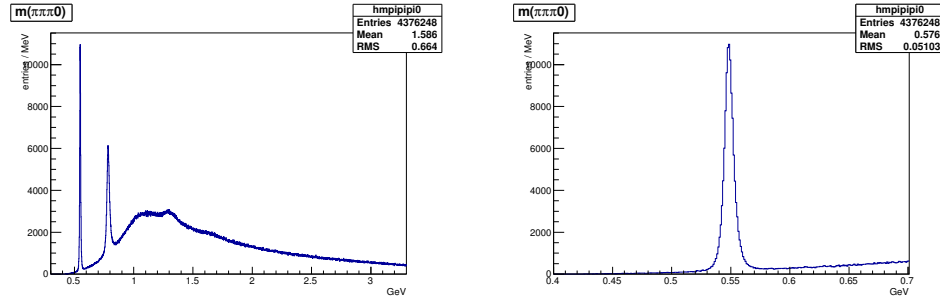 m(πππ0)
hmpipipi0
Entries 4376248
Mean 1.586
RMS 0.664
entries / MeV
10000
8000
6000
4000
2000
0
0.5 1 1.5 2 2.5 3
GeV
m(πππ0)
hmpipipi0
Entries 4376248
Mean 0.576
RMS 0.05103
entries / MeV
10000
8000
6000
4000
2000
0
0.4 0.45 0.5 0.55 0.6 0.65 0.7
GeV